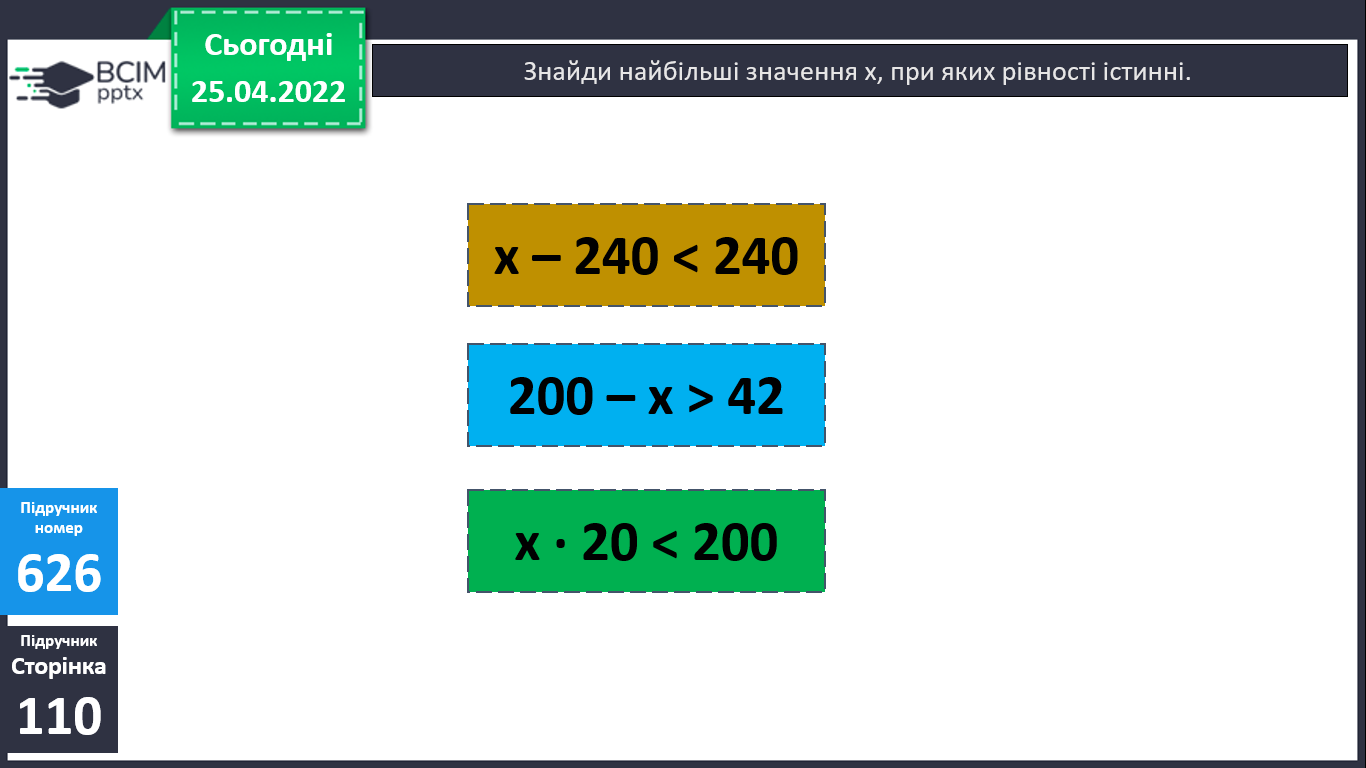 Сьогодні
25.04.2022
ВСІМ
pptx
Знайди найбільші значення х, при яких рівності істинні.
х – 240 < 240
200 – х > 42
х · 20 < 200
Підручник
номер
626
Підручник
Сторінка
110